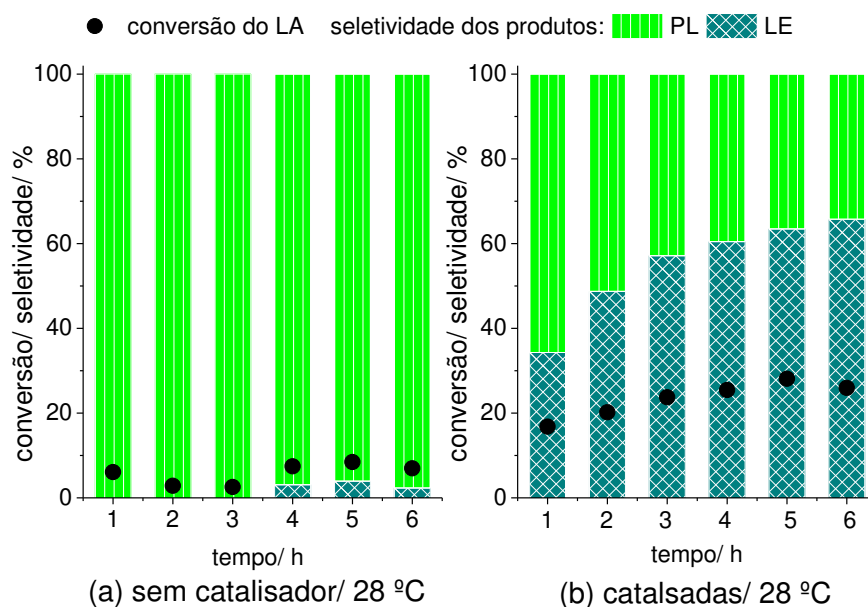 conversão do LA seletividade dos produtos: PL LE
conversão/ seletividade/ %
100
80
60
40
20
0
1 2 3 4 5 6
tempo/ h
(a) sem catalisador/ 28 ºC
conversão/ seletividade/ %
100
80
60
40
20
0
1 2 3 4 5 6
tempo/ h
(b) catalsadas/ 28 ºC